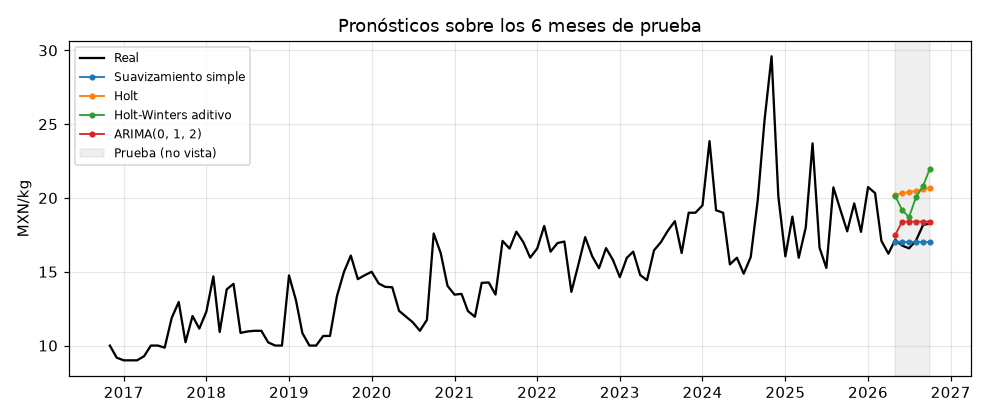 Pronósticos sobre los 6 meses de prueba
Real
Suavizamiento simple
Holt
Holt-Winters aditivo
ARIMA(0, 1, 2)
Prueba (no vista)
MXN/kg
30
25
20
15
10
2017 2018 2019 2020 2021 2022 2023 2024 2025 2026 2027